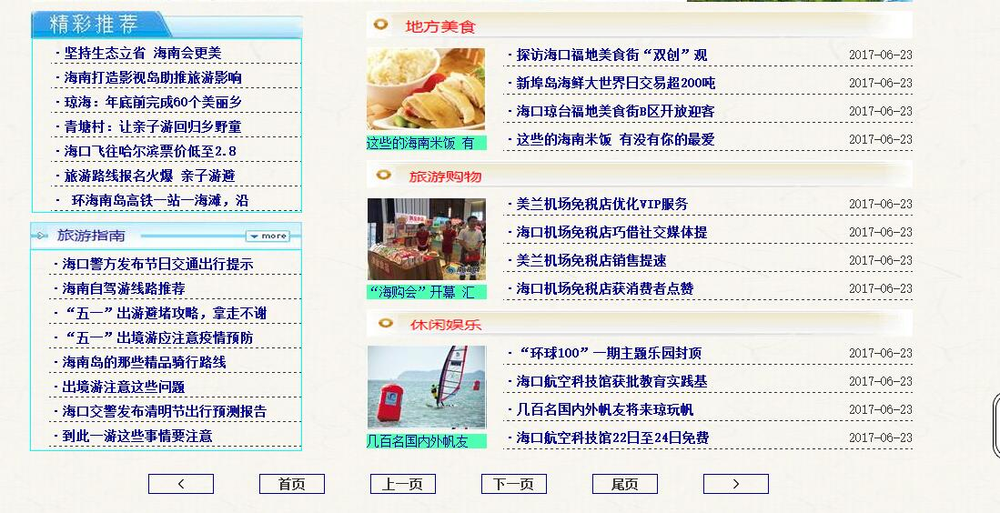 精彩推荐
·坚持生态立省 海南会更美
·海南打造影视岛助推旅游影响
·琼海：年底前完成60个美丽乡
·青塘村：让亲子游回归乡野童
·海口飞往哈尔滨票价低至2.8
·旅游路线报名火爆 亲子游避
· 环海南岛高铁一站一海滩，沿
旅游指南
more
·海口警方发布节日交通出行提示
·海南自驾游线路推荐
·“五一”出游避堵攻略，拿走不谢
·“五一”出境游应注意疫情预防
·海南岛的那些精品骑行路线
·出境游注意这些问题
·海口交警发布清明节出行预测报告
·到此一游这些事情要注意
地方美食
这些的海南米饭 有
·探访海口福地美食街“双创”观 2017-06-23
·新埠岛海鲜大世界日交易超200吨 2017-06-23
·海口琼台福地美食街B区开放迎客 2017-06-23
·这些的海南米饭 有没有你的最爱 2017-06-23
旅游购物
“海购会”开幕 汇
·美兰机场免税店优化VIP服务 2017-06-23
·海口机场免税店巧借社交媒体提 2017-06-23
·美兰机场免税店销售提速 2017-06-23
·海口机场免税店获消费者点赞 2017-06-23
休闲娱乐
几百名国内外帆友
·“环球100”一期主题乐园封顶 2017-06-23
·海口航空科技馆获批教育实践基 2017-06-23
·几百名国内外帆友将来琼玩帆 2017-06-23
·海口航空科技馆22日至24日免费 2017-06-23
< 首页 上一页 下一页 尾页 >